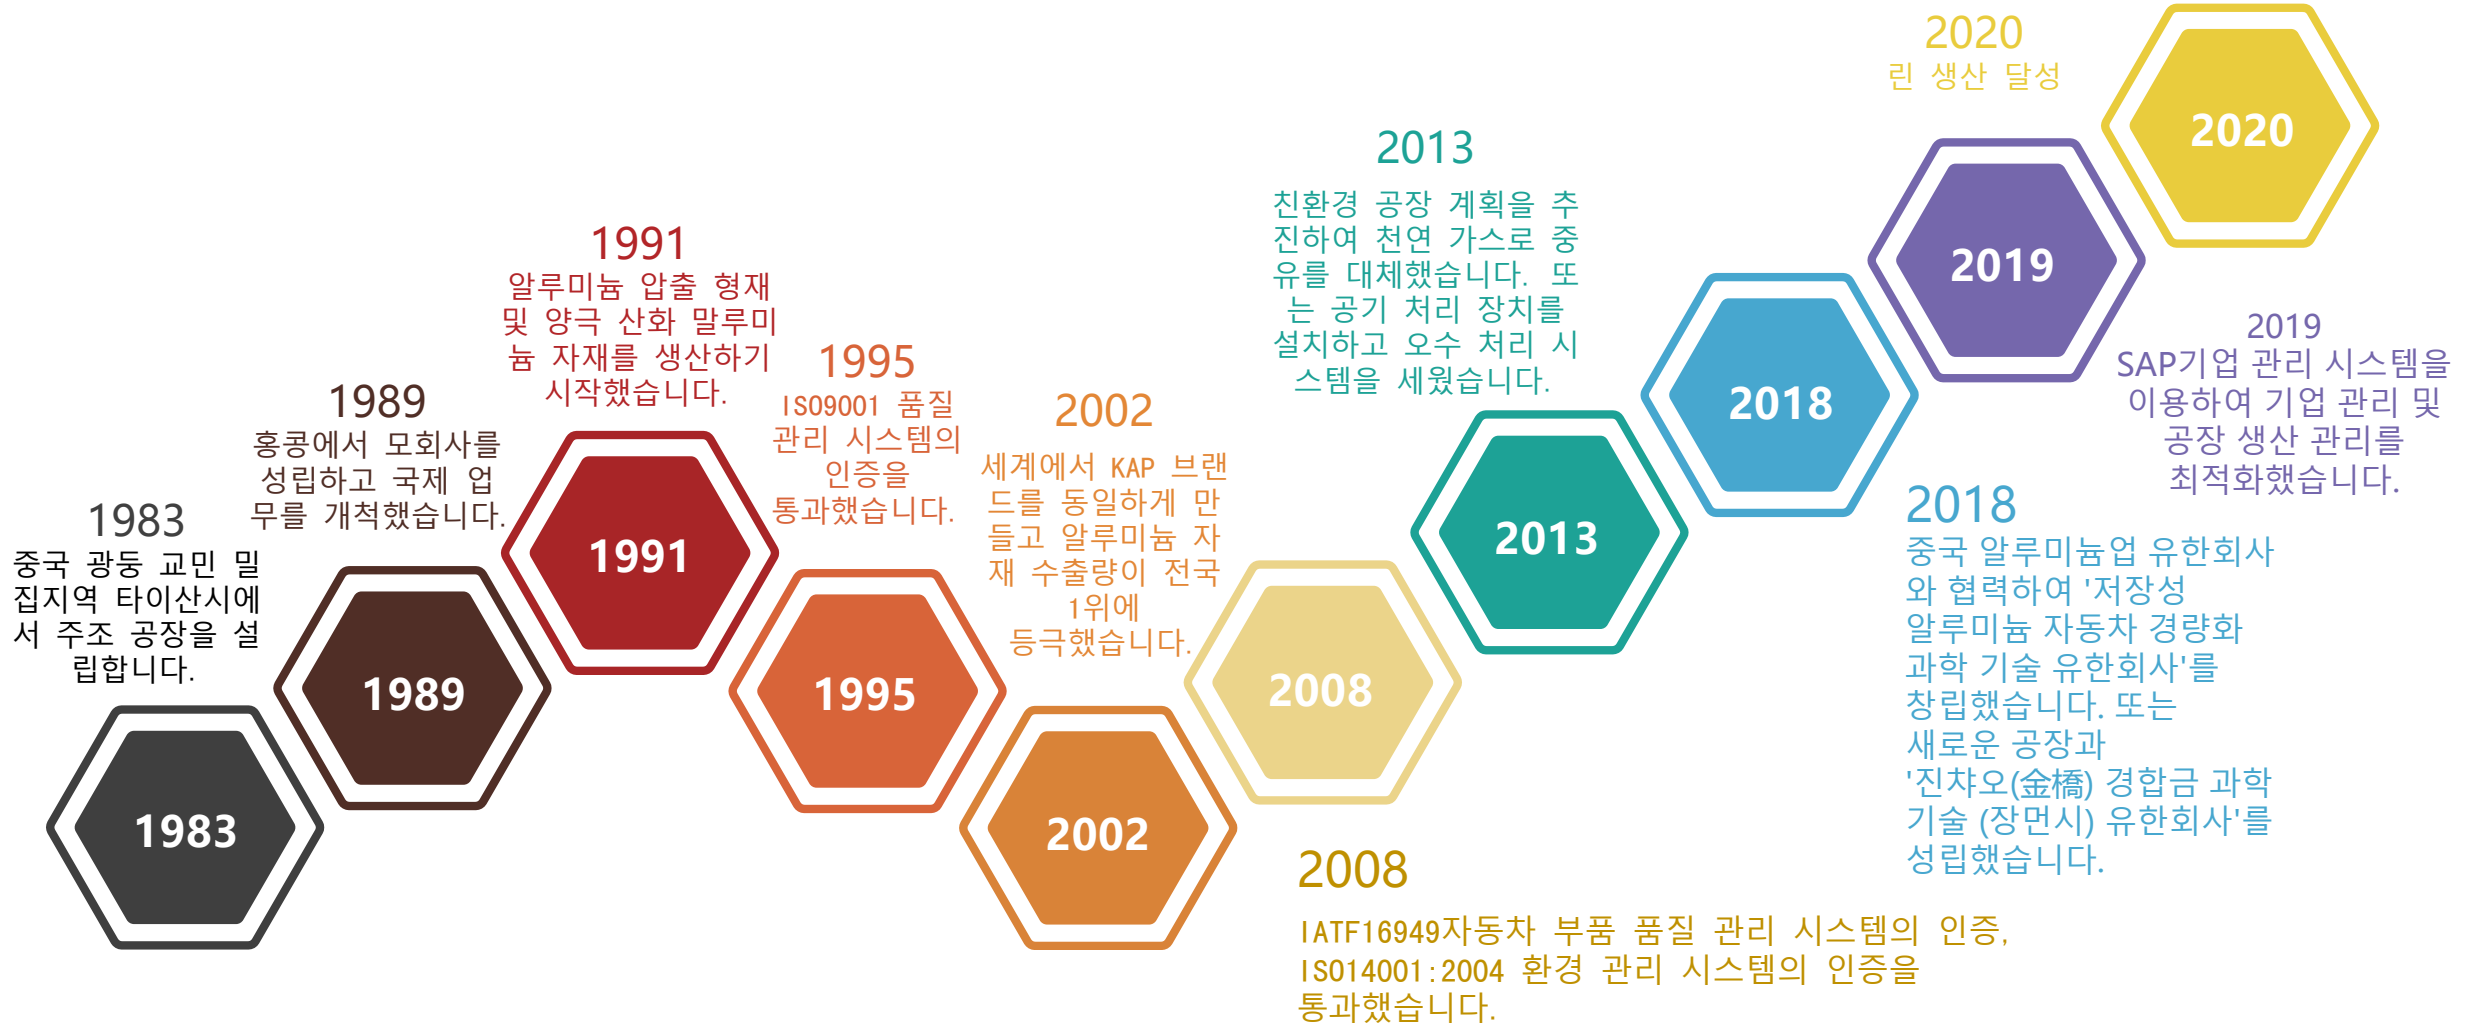 1983
중국 광둥 교민 밀
집지역 타이산시에
서 주조 공장을 설
립합니다.
1983
1989
홍콩에서 모회사를
성립하고 국제 업
무를 개척했습니다.
1989
1991
알루미늄 압출 형재
및 양극 산화 말루미
늄 자재를 생산하기
시작했습니다.
1991
1995
ISO9001 품질
관리 시스템의
인증을
통과했습니다.
1995
2002
세계에서 KAP 브랜
드를 동일하게 만
들고 알루미늄 자
재 수출량이 전국
1위에
등극했습니다.
2002
2008
2008
IATF16949자동차 부품 품질 관리 시스템의 인증,
ISO14001:2004 환경 관리 시스템의 인증을
통과했습니다.
2013
친환경 공장 계획을 추
진하여 천연 가스로 중
유를 대체했습니다. 또
는 공기 처리 장치를
설치하고 오수 처리 시
스템을 세웠습니다.
2013
2018
2018
중국 알루미늄업 유한회사
와 협력하여 '저장성
알루미늄 자동차 경량화
과학 기술 유한회사'를
창립했습니다. 또는
새로운 공장과
'진챠오(金橋) 경합금 과학
기술 (장먼시) 유한회사'를
성립했습니다.
2019
2019
SAP기업 관리 시스템을
이용하여 기업 관리 및
공장 생산 관리를
최적화했습니다.
2020
린 생산 달성
2020